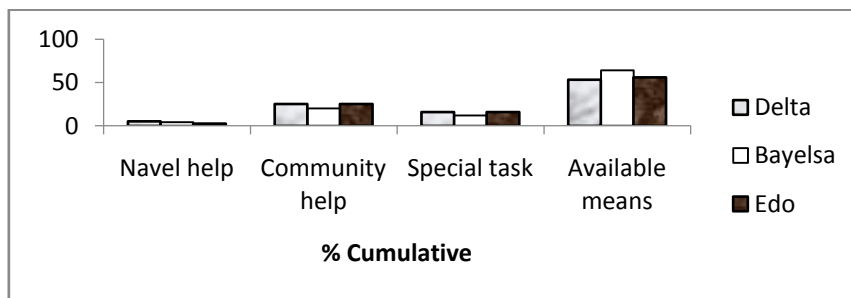 100
50
0
Navel help
Community help
Special task
Available means
% Cumulative
Delta
Bayelsa
Edo